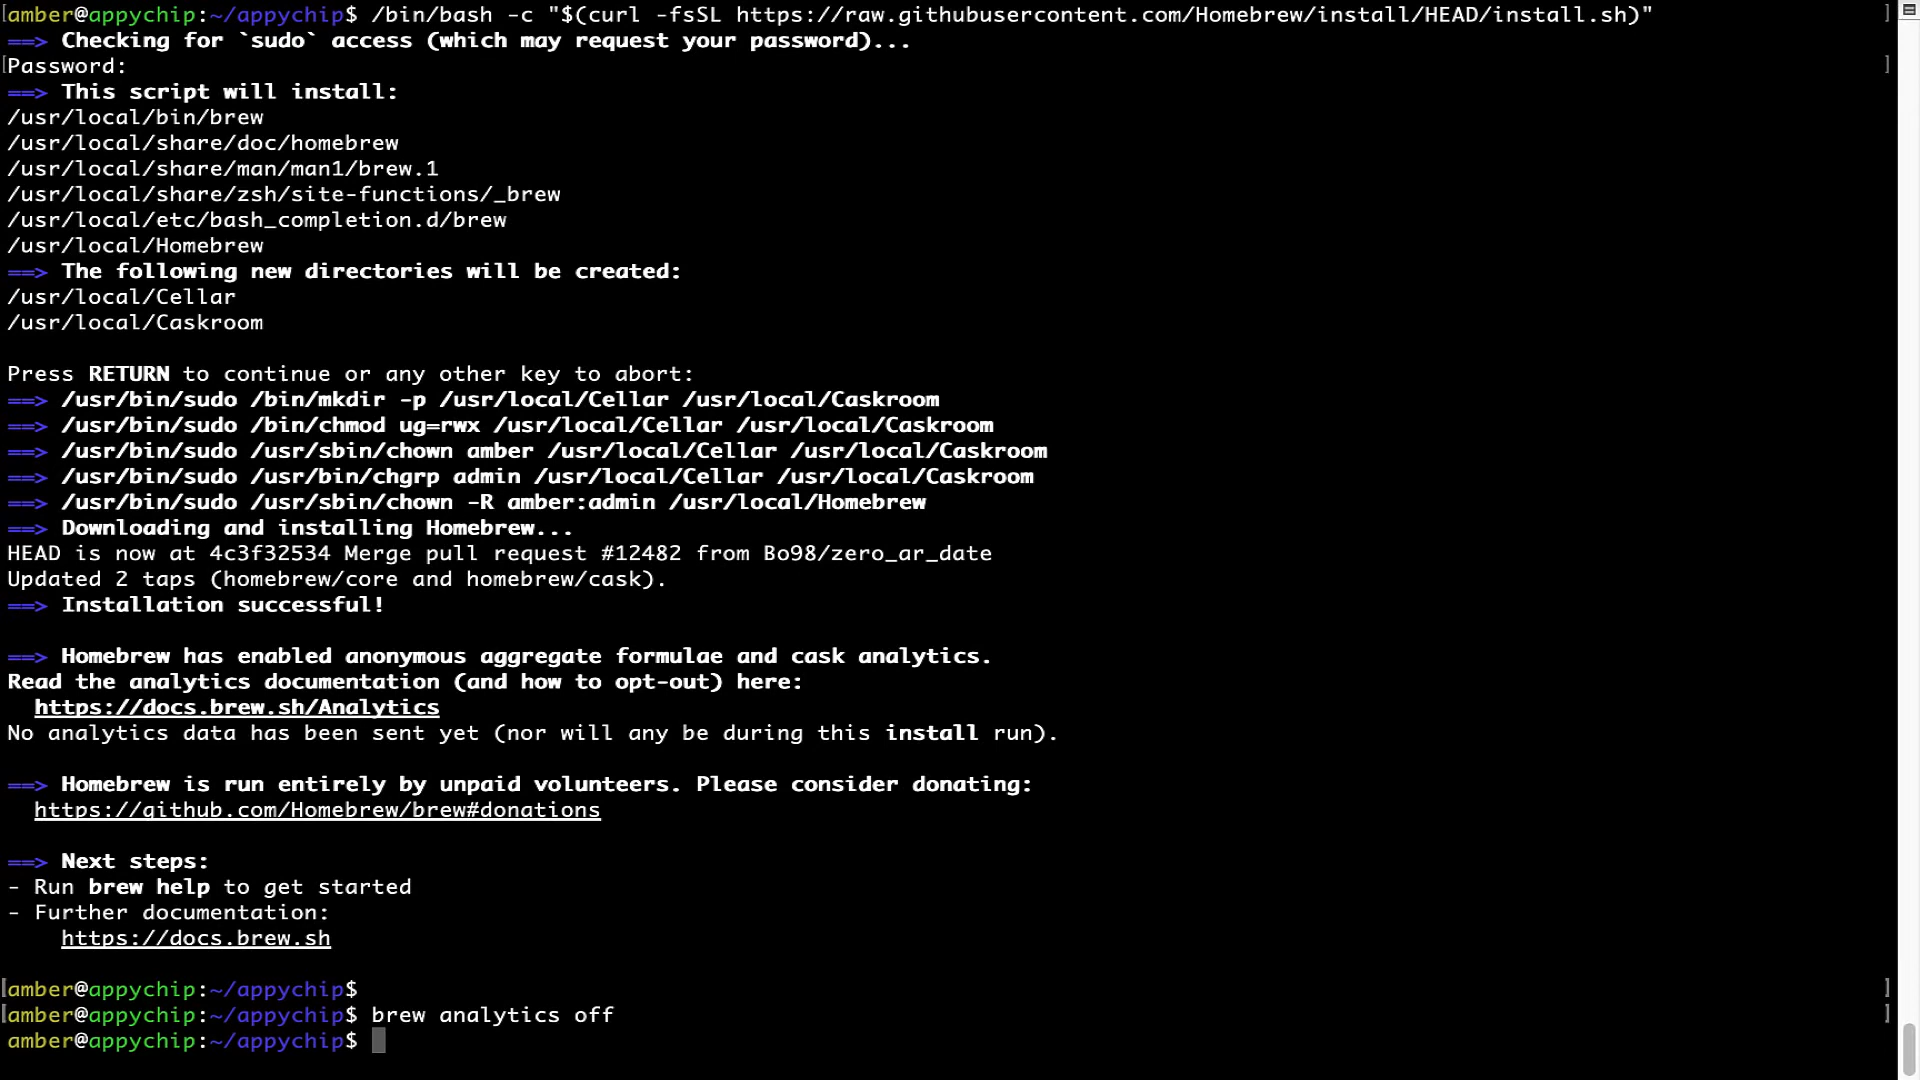 [amber@appychip:~/appychip$ /bin/bash -c "$(curl -fsSL https://raw.githubusercontent.com/Homebrew/install/HEAD/install.sh)" ]
==> Checking for `sudo` access (which may request your password)...
[Password: ]
==> This script will install:
/usr/local/bin/brew
/usr/local/share/doc/homebrew
/usr/local/share/man/man1/brew.1
/usr/local/share/zsh/site-functions/_brew
/usr/local/etc/bash_completion.d/brew
/usr/local/Homebrew
==> The following new directories will be created:
/usr/local/Cellar
/usr/local/Caskroom
Press RETURN to continue or any other key to abort:
==> /usr/bin/sudo /bin/mkdir -p /usr/local/Cellar /usr/local/Caskroom
==> /usr/bin/sudo /bin/chmod ug=rwx /usr/local/Cellar /usr/local/Caskroom
==> /usr/bin/sudo /usr/sbin/chown amber /usr/local/Cellar /usr/local/Caskroom
==> /usr/bin/sudo /usr/bin/chgrp admin /usr/local/Cellar /usr/local/Caskroom
==> /usr/bin/sudo /usr/sbin/chown -R amber:admin /usr/local/Homebrew
==> Downloading and installing Homebrew...
HEAD is now at 4c3f32534 Merge pull request #12482 from Bo98/zero_ar_date
Updated 2 taps (homebrew/core and homebrew/cask).
==> Installation successful!
==> Homebrew has enabled anonymous aggregate formulae and cask analytics.
Read the analytics documentation (and how to opt-out) here:
https://docs.brew.sh/Analytics
No analytics data has been sent yet (nor will any be during this install run).
==> Homebrew is run entirely by unpaid volunteers. Please consider donating:
https://github.com/Homebrew/brew#donations
==> Next steps:
- Run brew help to get started
- Further documentation:
https://docs.brew.sh
[amber@appychip:~/appychip$ ]
[amber@appychip:~/appychip$ brew analytics off ]
amber@appychip:~/appychip$